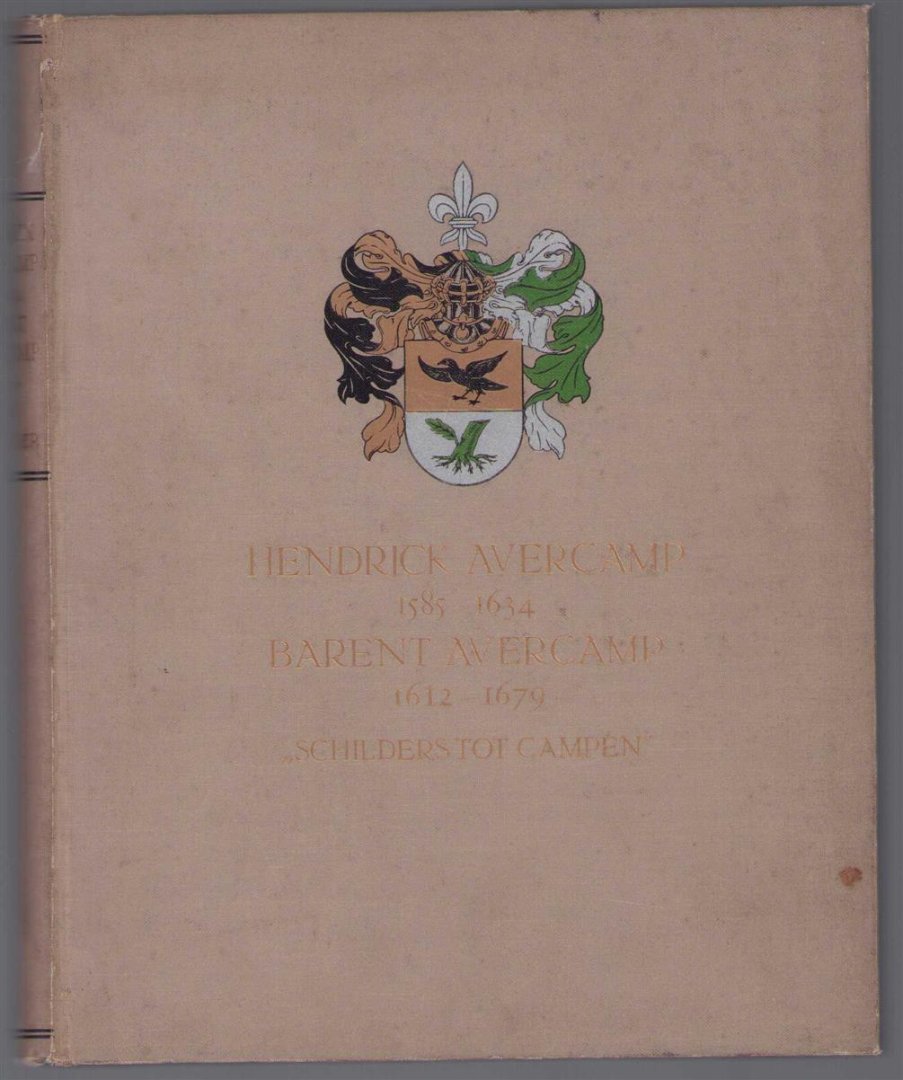 HENDRICK AVERCAMP
1585 1634
BARENT AVERCAMP
1612 - 1679
„SCHILDERS TOT CAMPEN"